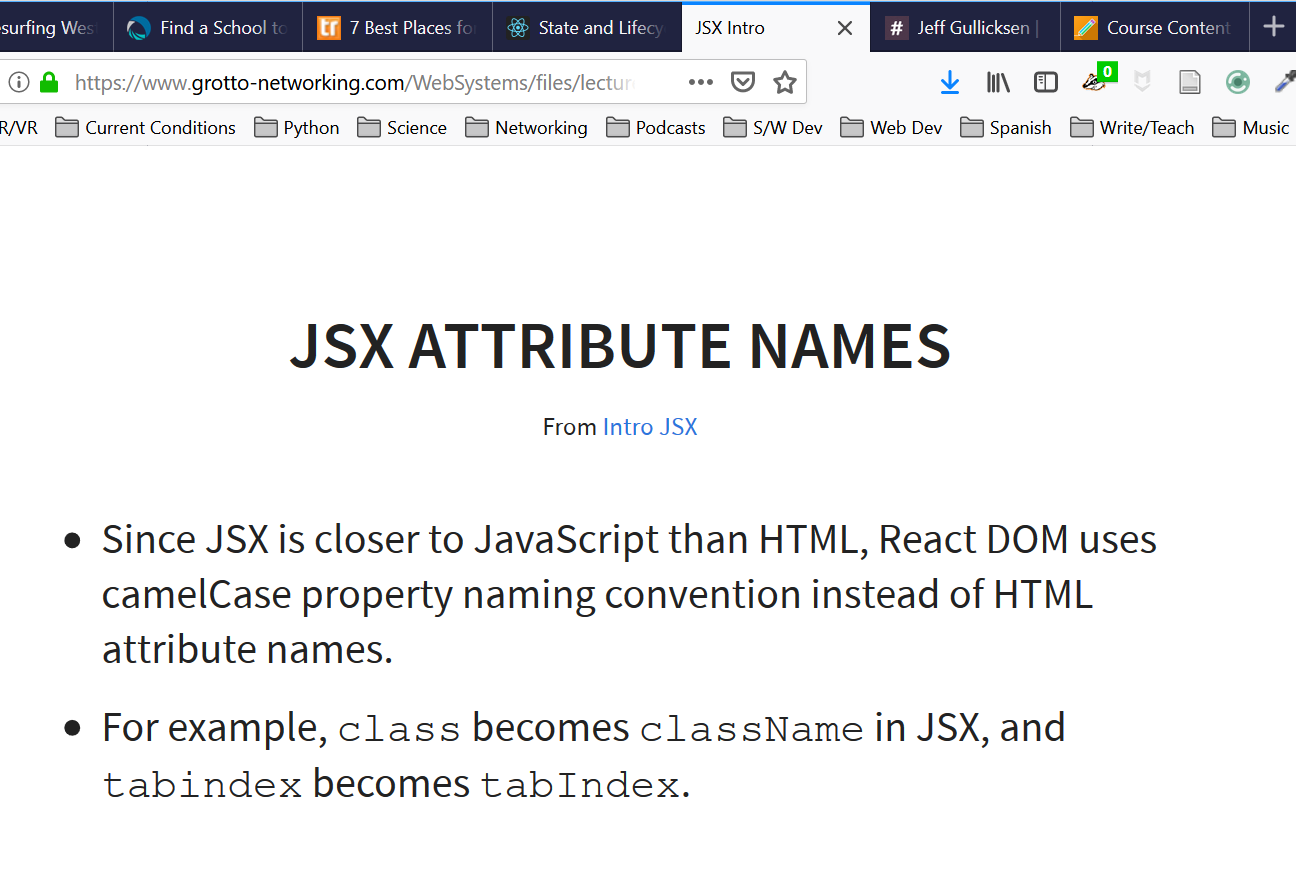 esurfing Wes
Find a School to
7 Best Places for
State and Lifecy
JSX Intro
# Jeff Gullicksen |
Course Content
https://www.grotto-networking.com/WebSystems/files/lectur
0
R/VR
Current Conditions
Python
Science
Networking
Podcasts
S/W Dev
Web Dev
Spanish
Write/Teach
Music
JSX ATTRIBUTE NAMES
From Intro JSX
Since JSX is closer to JavaScript than HTML, React DOM uses
camelCase property naming convention instead of HTML
attribute names.
For example, class becomes className in JSX, and
tabindex becomes tabIndex.